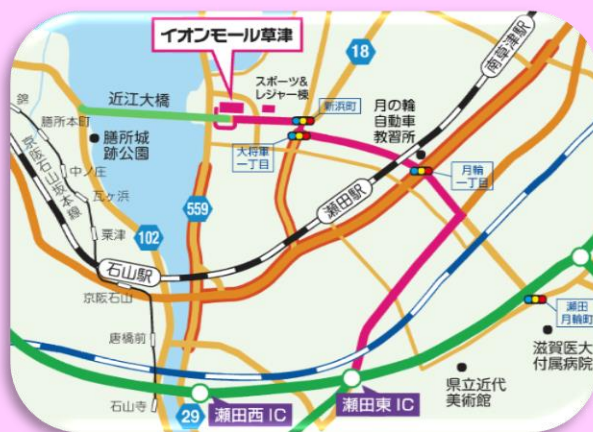 イオンモール草津
18
南草津駅
近江大橋
スポーツ&
レジャー棟
新浜町
月の輪
自動車
教習所
錦
膳所本町
膳所城
跡公園
大将軍
一丁目
月輪
一丁目
京阪石山坂本線
中ノ庄
瓦ヶ浜
粟津
559
瀬田駅
102
石山駅
京阪石山
瀬田
月輪町
唐橋前
滋賀医大
付属病院
県立近代
美術館
石山寺
29
瀬田西 IC
瀬田東 IC